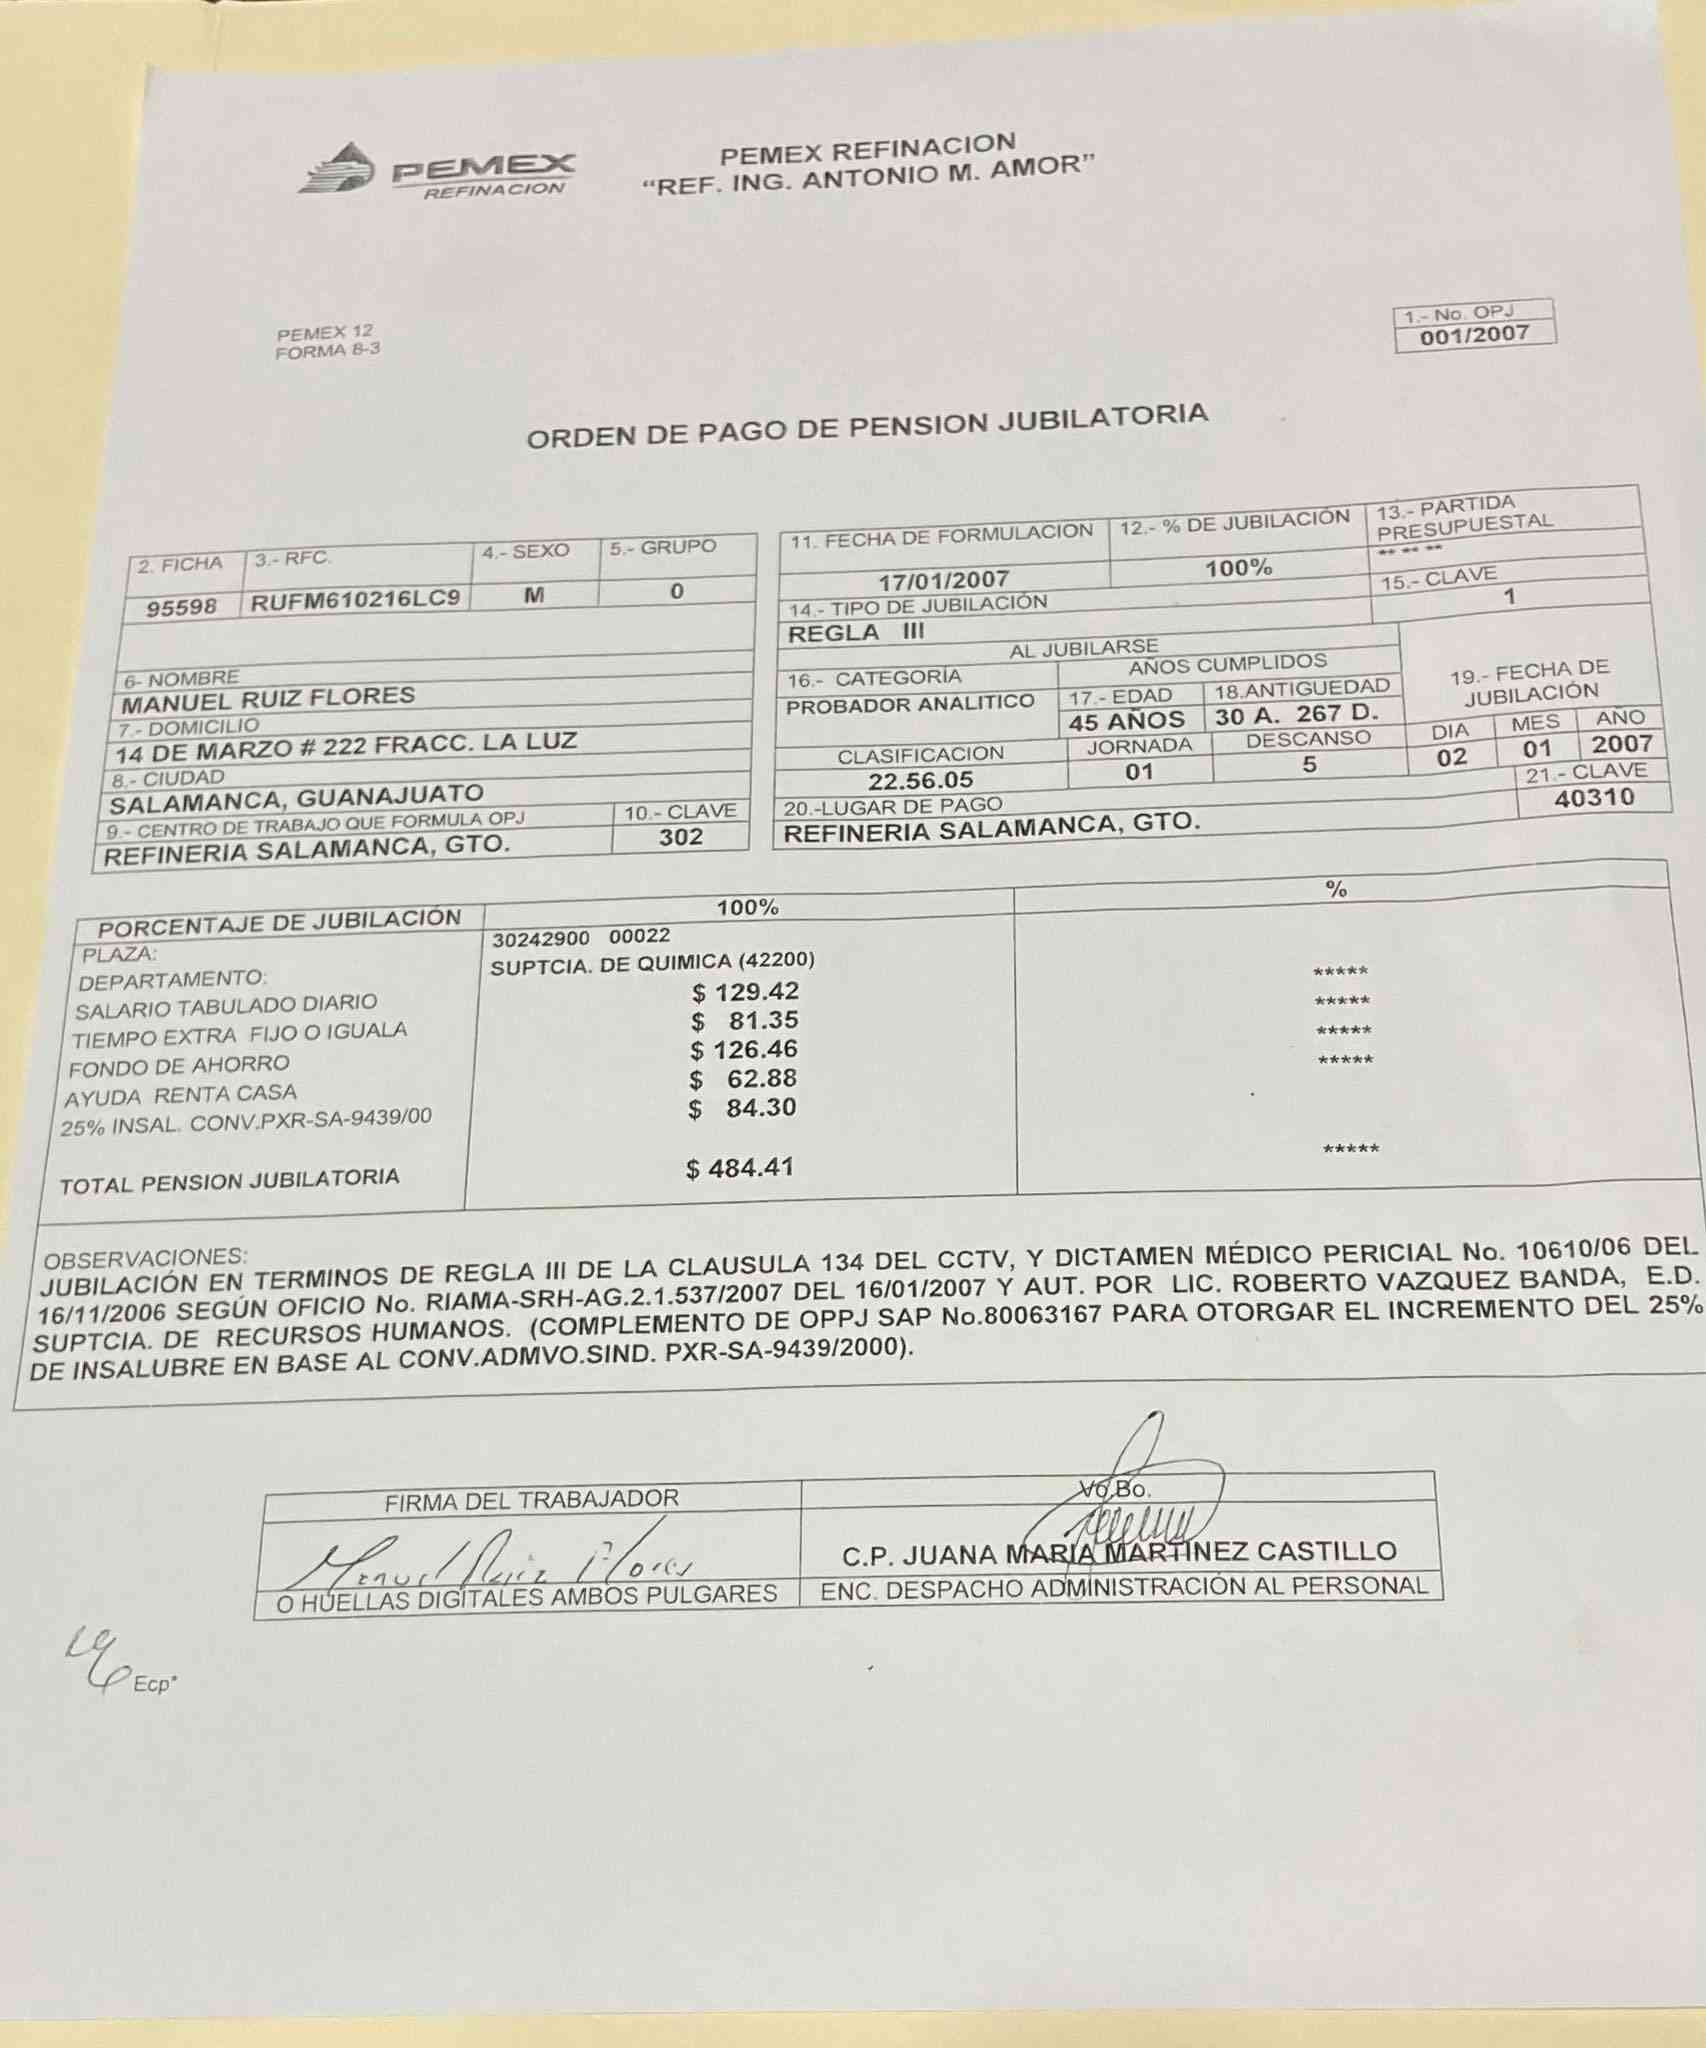 PEMEX
REFINACION
PEMEX REFINACION
“REF. ING. ANTONIO M. AMOR”
PEMEX 12
FORMA 8-3
1.- No. OPJ
001/2007
ORDEN DE PAGO DE PENSION JUBILATORIA
2. FICHA 3.- RFC. 4.- SEXO 5.- GRUPO
95598 RUFM610216LC9 M 0
6- NOMBRE
MANUEL RUIZ FLORES
7.- DOMICILIO
14 DE MARZO # 222 FRACC. LA LUZ
8.- CIUDAD
SALAMANCA, GUANAJUATO
9.- CENTRO DE TRABAJO QUE FORMULA OPJ 10.- CLAVE
REFINERIA SALAMANCA, GTO. 302
11. FECHA DE FORMULACION 12.- % DE JUBILACIÓN 13.- PARTIDA
PRESUPUESTAL
17/01/2007 100% ** ** **
14.- TIPO DE JUBILACIÓN 15.- CLAVE
REGLA III 1
AL JUBILARSE
16.- CATEGORÍA AÑOS CUMPLIDOS 19.- FECHA DE
JUBILACIÓN
PROBADOR ANALITICO 17.- EDAD 18.ANTIGUEDAD
45 AÑOS 30 A. 267 D. DIA MES AÑO
CLASIFICACION JORNADA DESCANSO 02 01 2007
22.56.05 01 5 21.- CLAVE
20.-LUGAR DE PAGO 40310
REFINERIA SALAMANCA, GTO.
PORCENTAJE DE JUBILACIÓN 100% %
PLAZA: 30242900 00022
DEPARTAMENTO: SUPTCIA. DE QUIMICA (42200)
SALARIO TABULADO DIARIO $ 129.42 *****
TIEMPO EXTRA FIJO O IGUALA $ 81.35 *****
FONDO DE AHORRO $ 126.46 *****
AYUDA RENTA CASA $ 62.88 *****
25% INSAL. CONV.PXR-SA-9439/00 $ 84.30
TOTAL PENSION JUBILATORIA $ 484.41 *****
OBSERVACIONES:
JUBILACIÓN EN TERMINOS DE REGLA III DE LA CLAUSULA 134 DEL CCTV, Y DICTAMEN MÉDICO PERICIAL No. 10610/06 DEL
16/11/2006 SEGÚN OFICIO No. RIAMA-SRH-AG.2.1.537/2007 DEL 16/01/2007 Y AUT. POR LIC. ROBERTO VAZQUEZ BANDA, E.D.
SUPTCIA. DE RECURSOS HUMANOS. (COMPLEMENTO DE OPPJ SAP No.80063167 PARA OTORGAR EL INCREMENTO DEL 25%
DE INSALUBRE EN BASE AL CONV.ADMVO.SIND. PXR-SA-9439/2000).
FIRMA DEL TRABAJADOR Vo.Bo.
Manuel Ruiz Flores
C.P. JUANA MARIA MARTINEZ CASTILLO
O HUELLAS DIGITALES AMBOS PULGARES ENC. DESPACHO ADMINISTRACIÓN AL PERSONAL
Ecp*